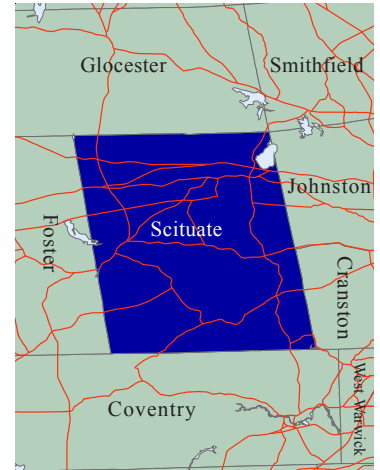 Glocester
Smithfield
Johnston
Foster
Scituate
Cranston
West Warwick
Coventry